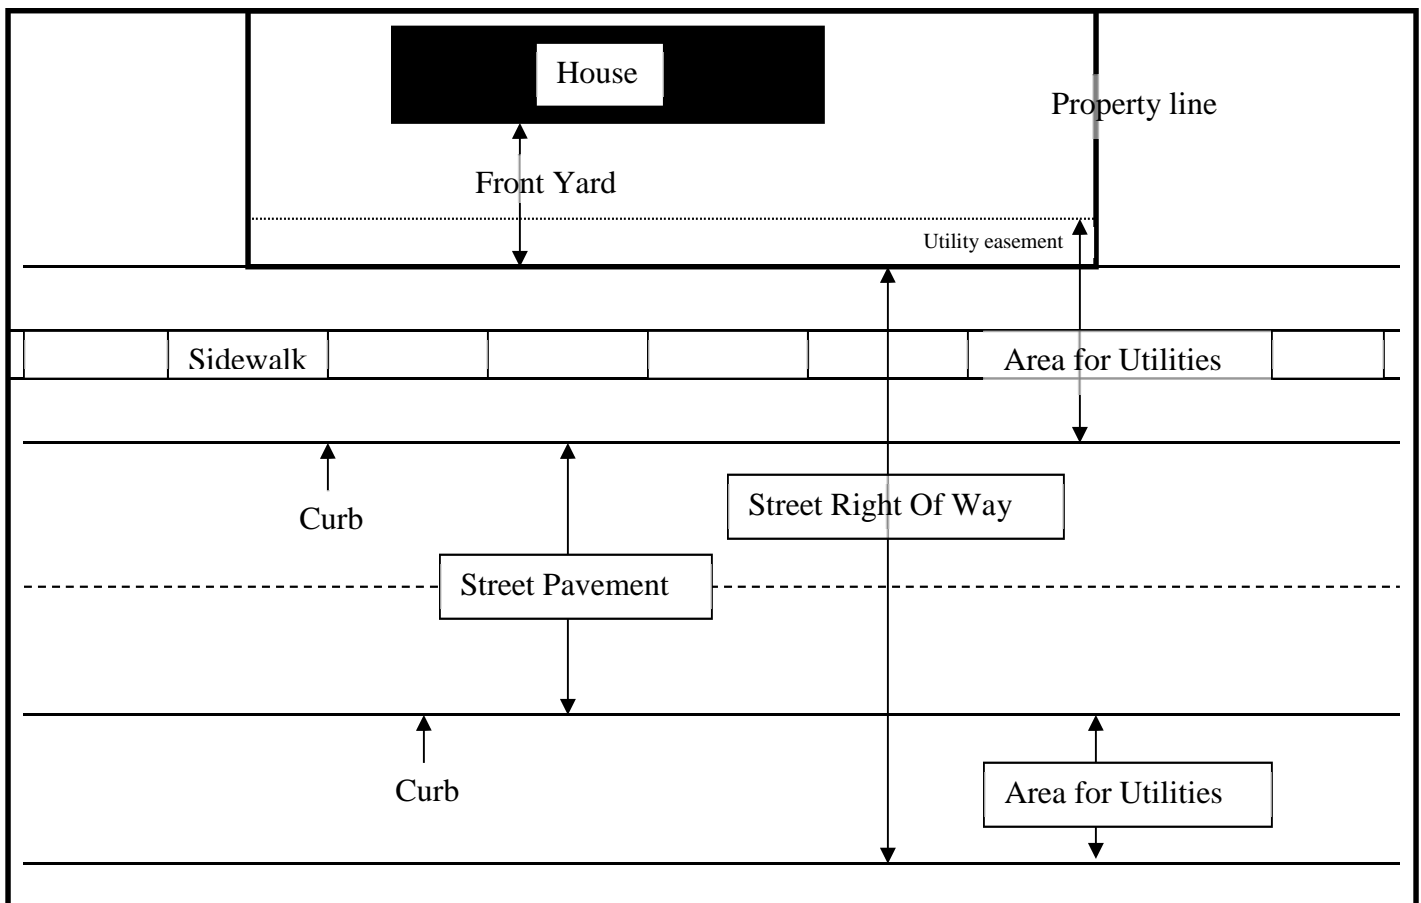 House
Property line
Front Yard
Utility easement
Sidewalk
Area for Utilities
Street Right Of Way
Curb
Street Pavement
Curb
Area for Utilities